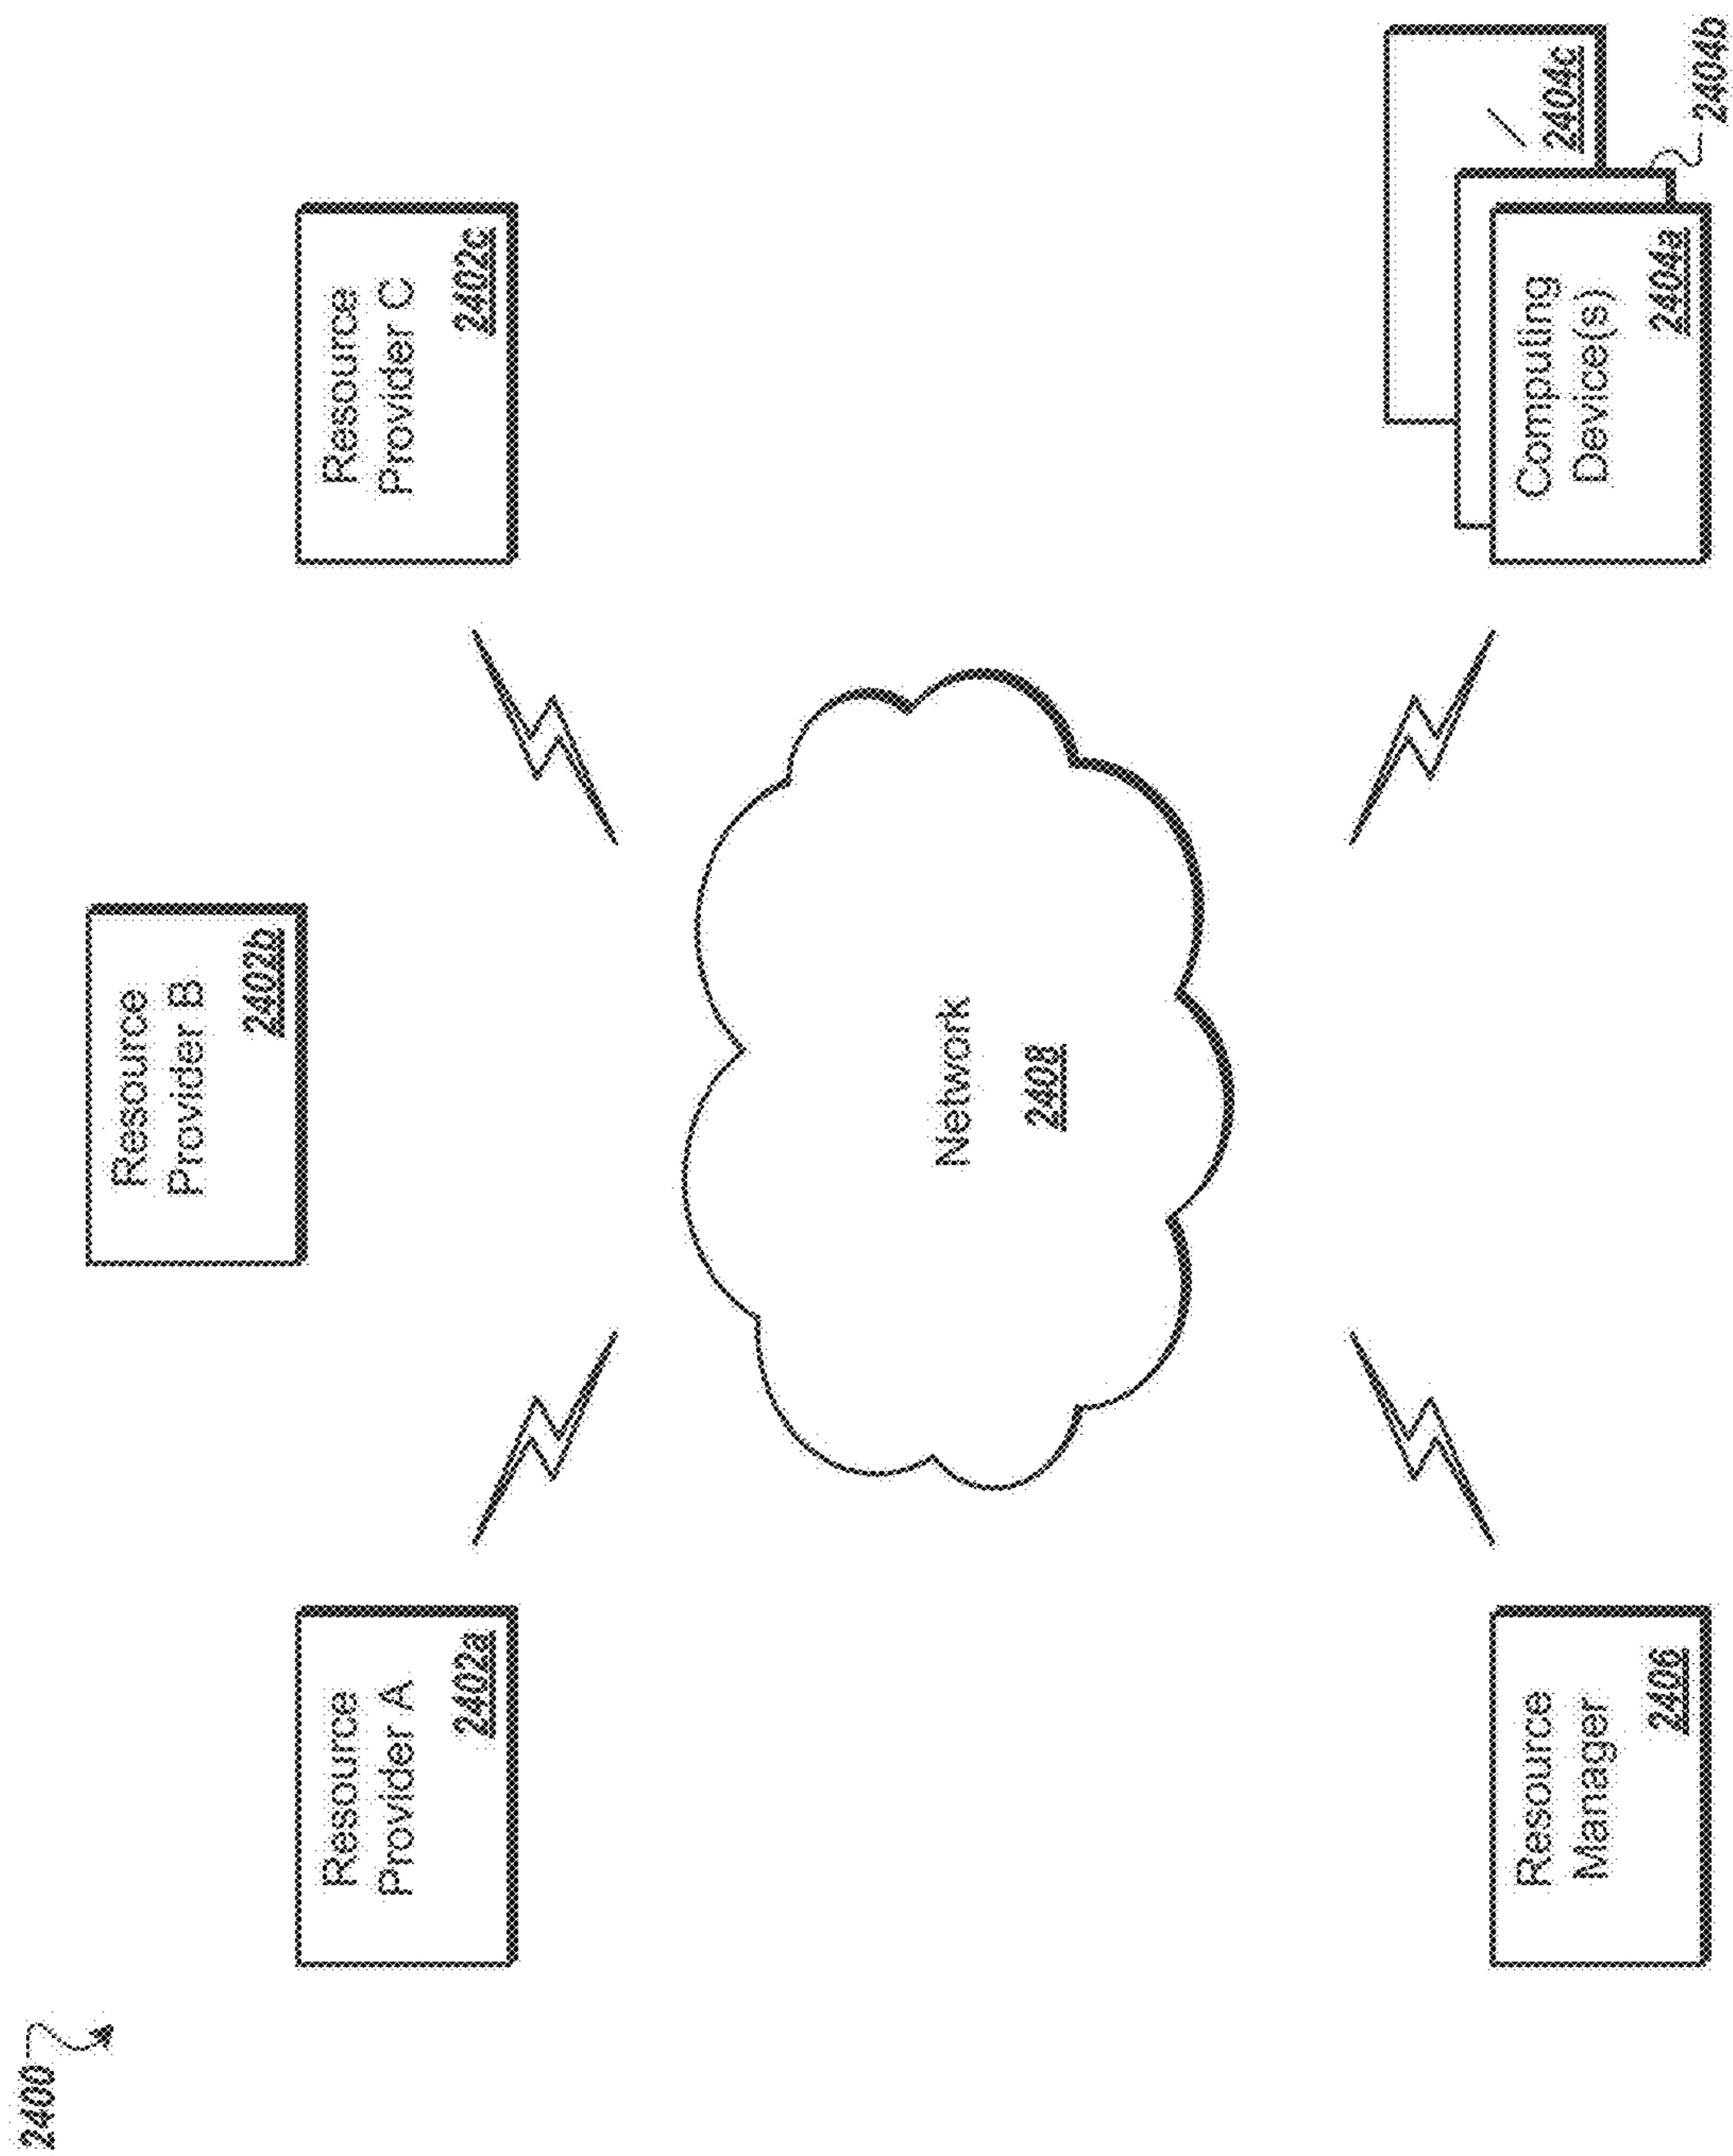 2400
Resource
Provider B
2402b
Resource
Provider A
2402a
Resource
Provider C
2402c
Network
2408
Resource
Manager
2406
2404c
Computing
Device(s)
2404a
2404b